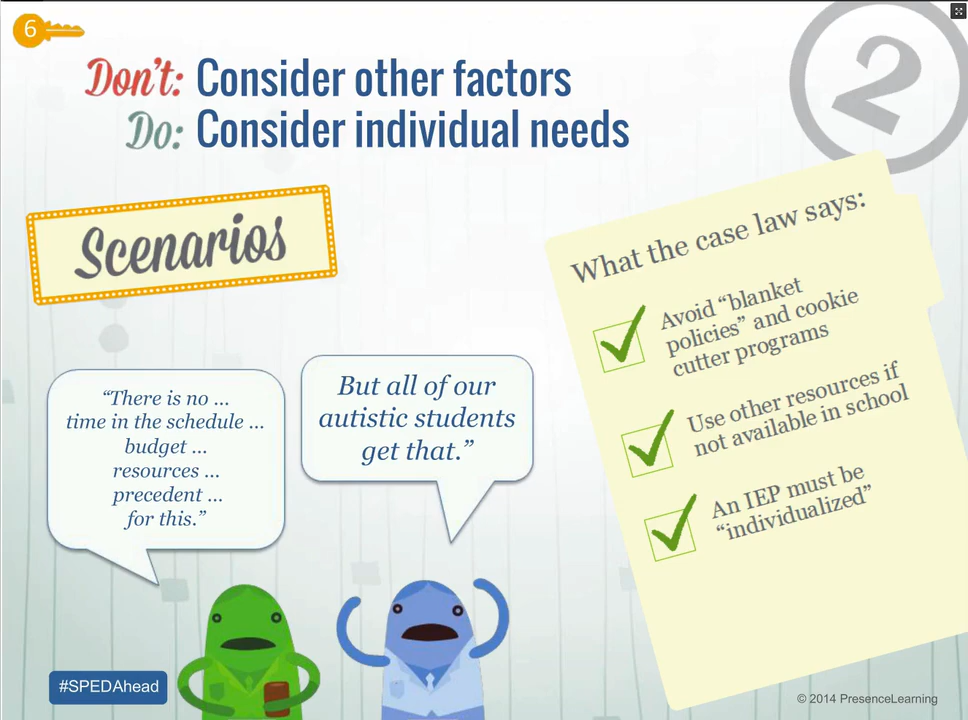 6
2
Don't: Consider other factors
Do: Consider individual needs
Scenarios
“There is no ...
time in the schedule ...
budget ...
resources ...
precedent ...
for this.”
But all of our
autistic students
get that.”
What the case law says:
Avoid “blanket
policies” and cookie
cutter programs
Use other resources if
not available in school
An IEP must be
“individualized”
#SPEDAhead
© 2014 PresenceLearning